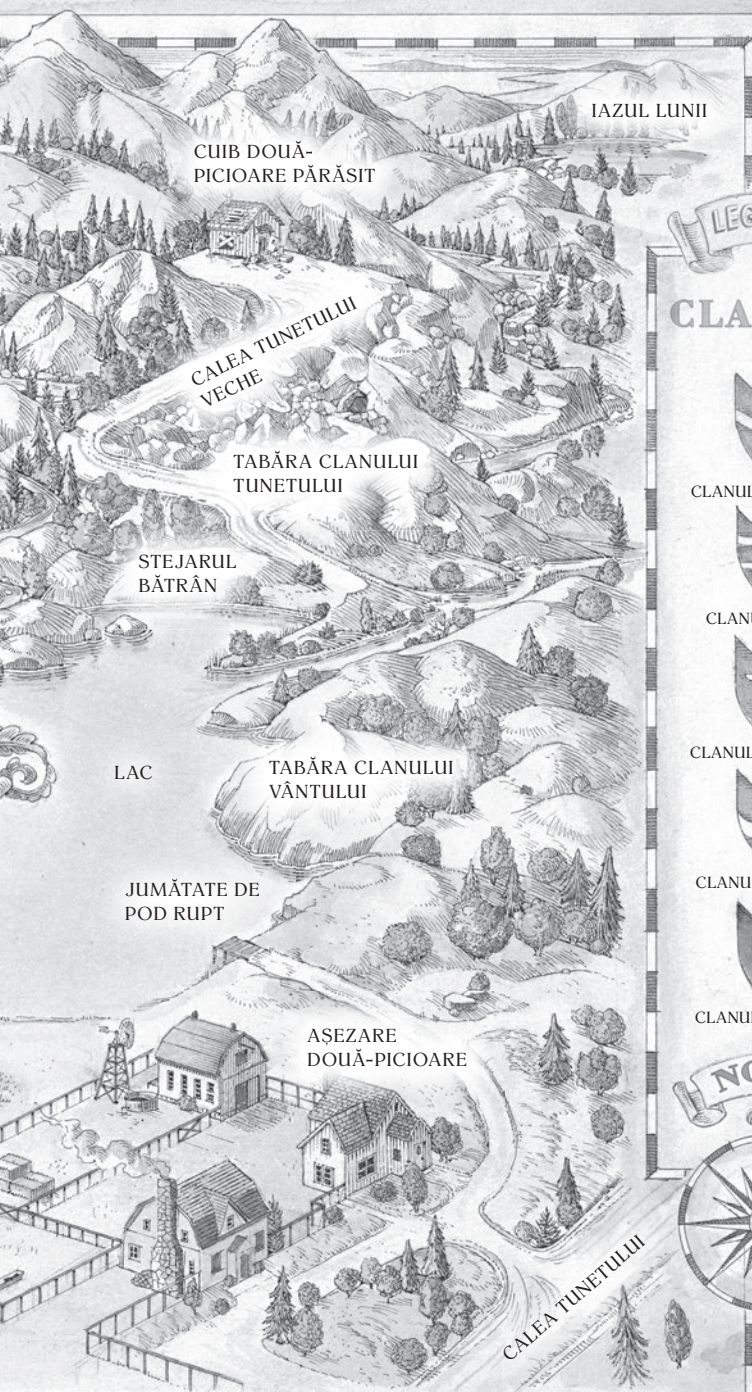 IAZUL LUNII
CUIB DOUĂ-
PICIOARE PĂRĂSIT
CALEA TUNETULUI
VECHE
TABĂRA CLANULUI
TUNETULUI
STEJARUL
BĂTRÂN
LAC
TABĂRA CLANULUI
VÂNTULUI
JUMĂTATE DE
POD RUPT
AȘEZARE
DOUĂ-PICIOARE
CALEA TUNETULUI